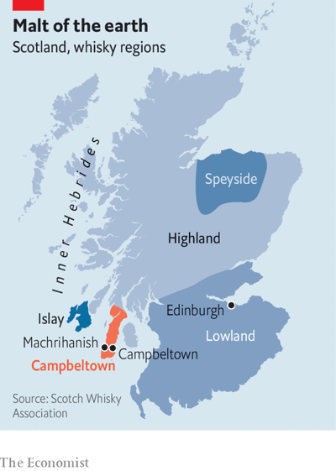 Malt of the earth
Scotland, whisky regions
Speyside
Inner Hebrides
Highland
Edinburgh
Islay
Lowland
Machrihanish
Campbeltown
Campbeltown
Source: Scotch Whisky
Association
The Economist